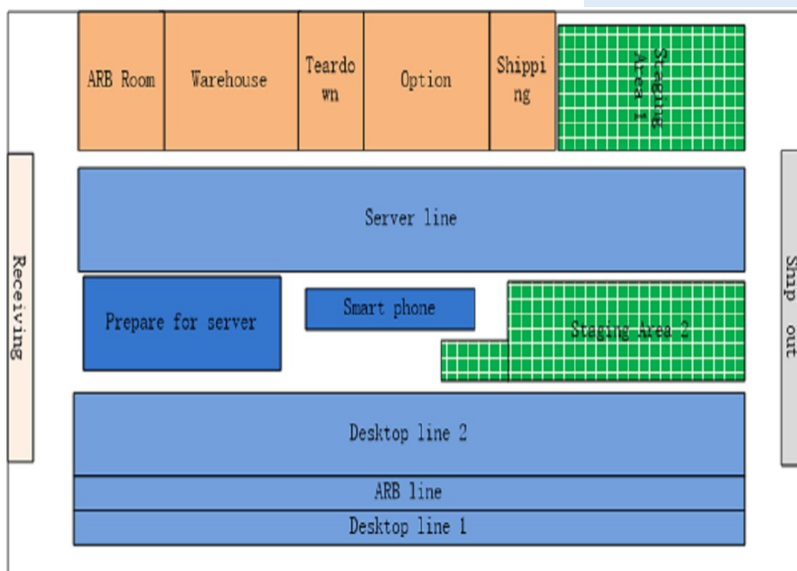 ARB Room
Warehouse
Teardo
wn
Option
Shippi
ng
Staging
Area 1
Server line
Receiving
Ship out
Prepare for server
Smart phone
Staging Area 2
Desktop line 2
ARB line
Desktop line 1